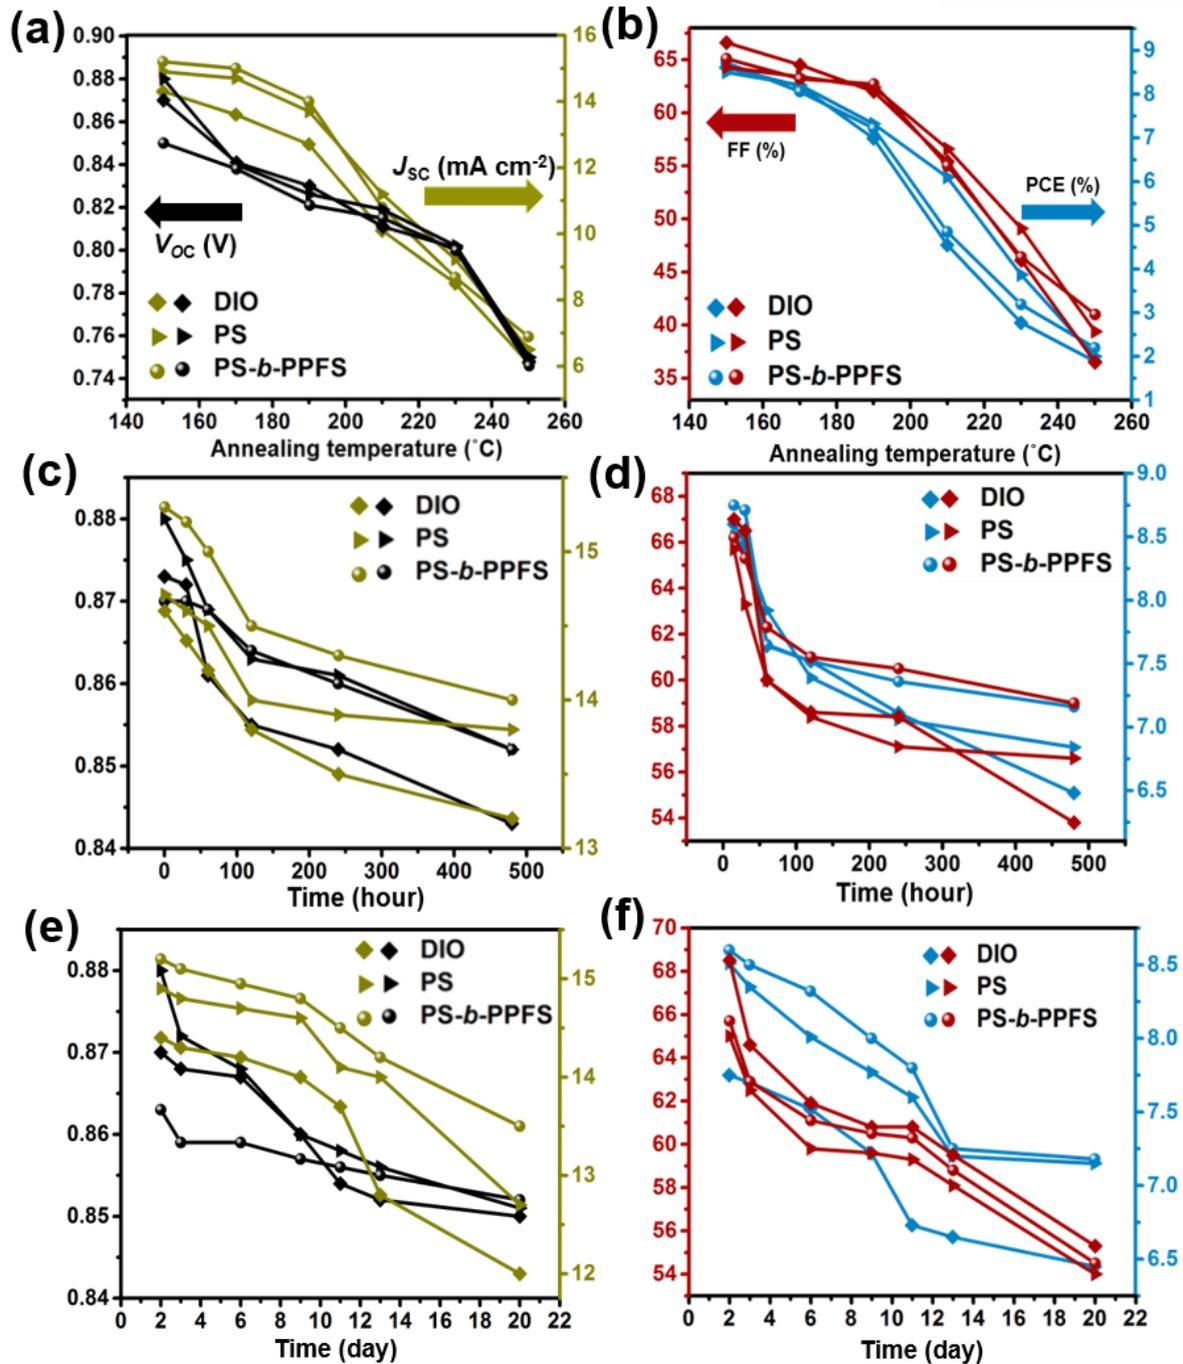 (a)
0.90
0.88
0.86
0.84
0.82
0.80
0.78
0.76
0.74
16
14
12
10
8
6
J_SC (mA cm⁻²)
V_OC (V)
DIO
PS
PS-b-PPFS
140 160 180 200 220 240 260
Annealing temperature (˚C)
(b)
65
60
55
50
45
40
35
9
8
7
6
5
4
3
2
1
FF (%)
PCE (%)
DIO
PS
PS-b-PPFS
140 160 180 200 220 240 260
Annealing temperature (˚C)
(c)
0.88
0.87
0.86
0.85
0.84
15
14
13
DIO
PS
PS-b-PPFS
0 100 200 300 400 500
Time (hour)
(d)
68
66
64
62
60
58
56
54
9.0
8.5
8.0
7.5
7.0
6.5
DIO
PS
PS-b-PPFS
0 100 200 300 400 500
Time (hour)
(e)
0.88
0.87
0.86
0.85
0.84
15
14
13
12
DIO
PS
PS-b-PPFS
0 2 4 6 8 10 12 14 16 18 20 22
Time (day)
(f)
70
68
66
64
62
60
58
56
54
8.5
8.0
7.5
7.0
6.5
DIO
PS
PS-b-PPFS
0 2 4 6 8 10 12 14 16 18 20 22
Time (day)